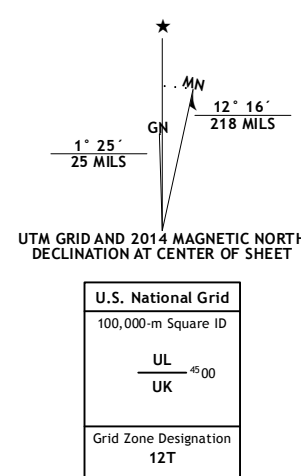 ★
MN
GN
12° 16´
218 MILS
1° 25´
25 MILS
UTM GRID AND 2014 MAGNETIC NORTH
DECLINATION AT CENTER OF SHEET
U.S. National Grid
100,000-m Square ID
UL
4500
UK
Grid Zone Designation
12T